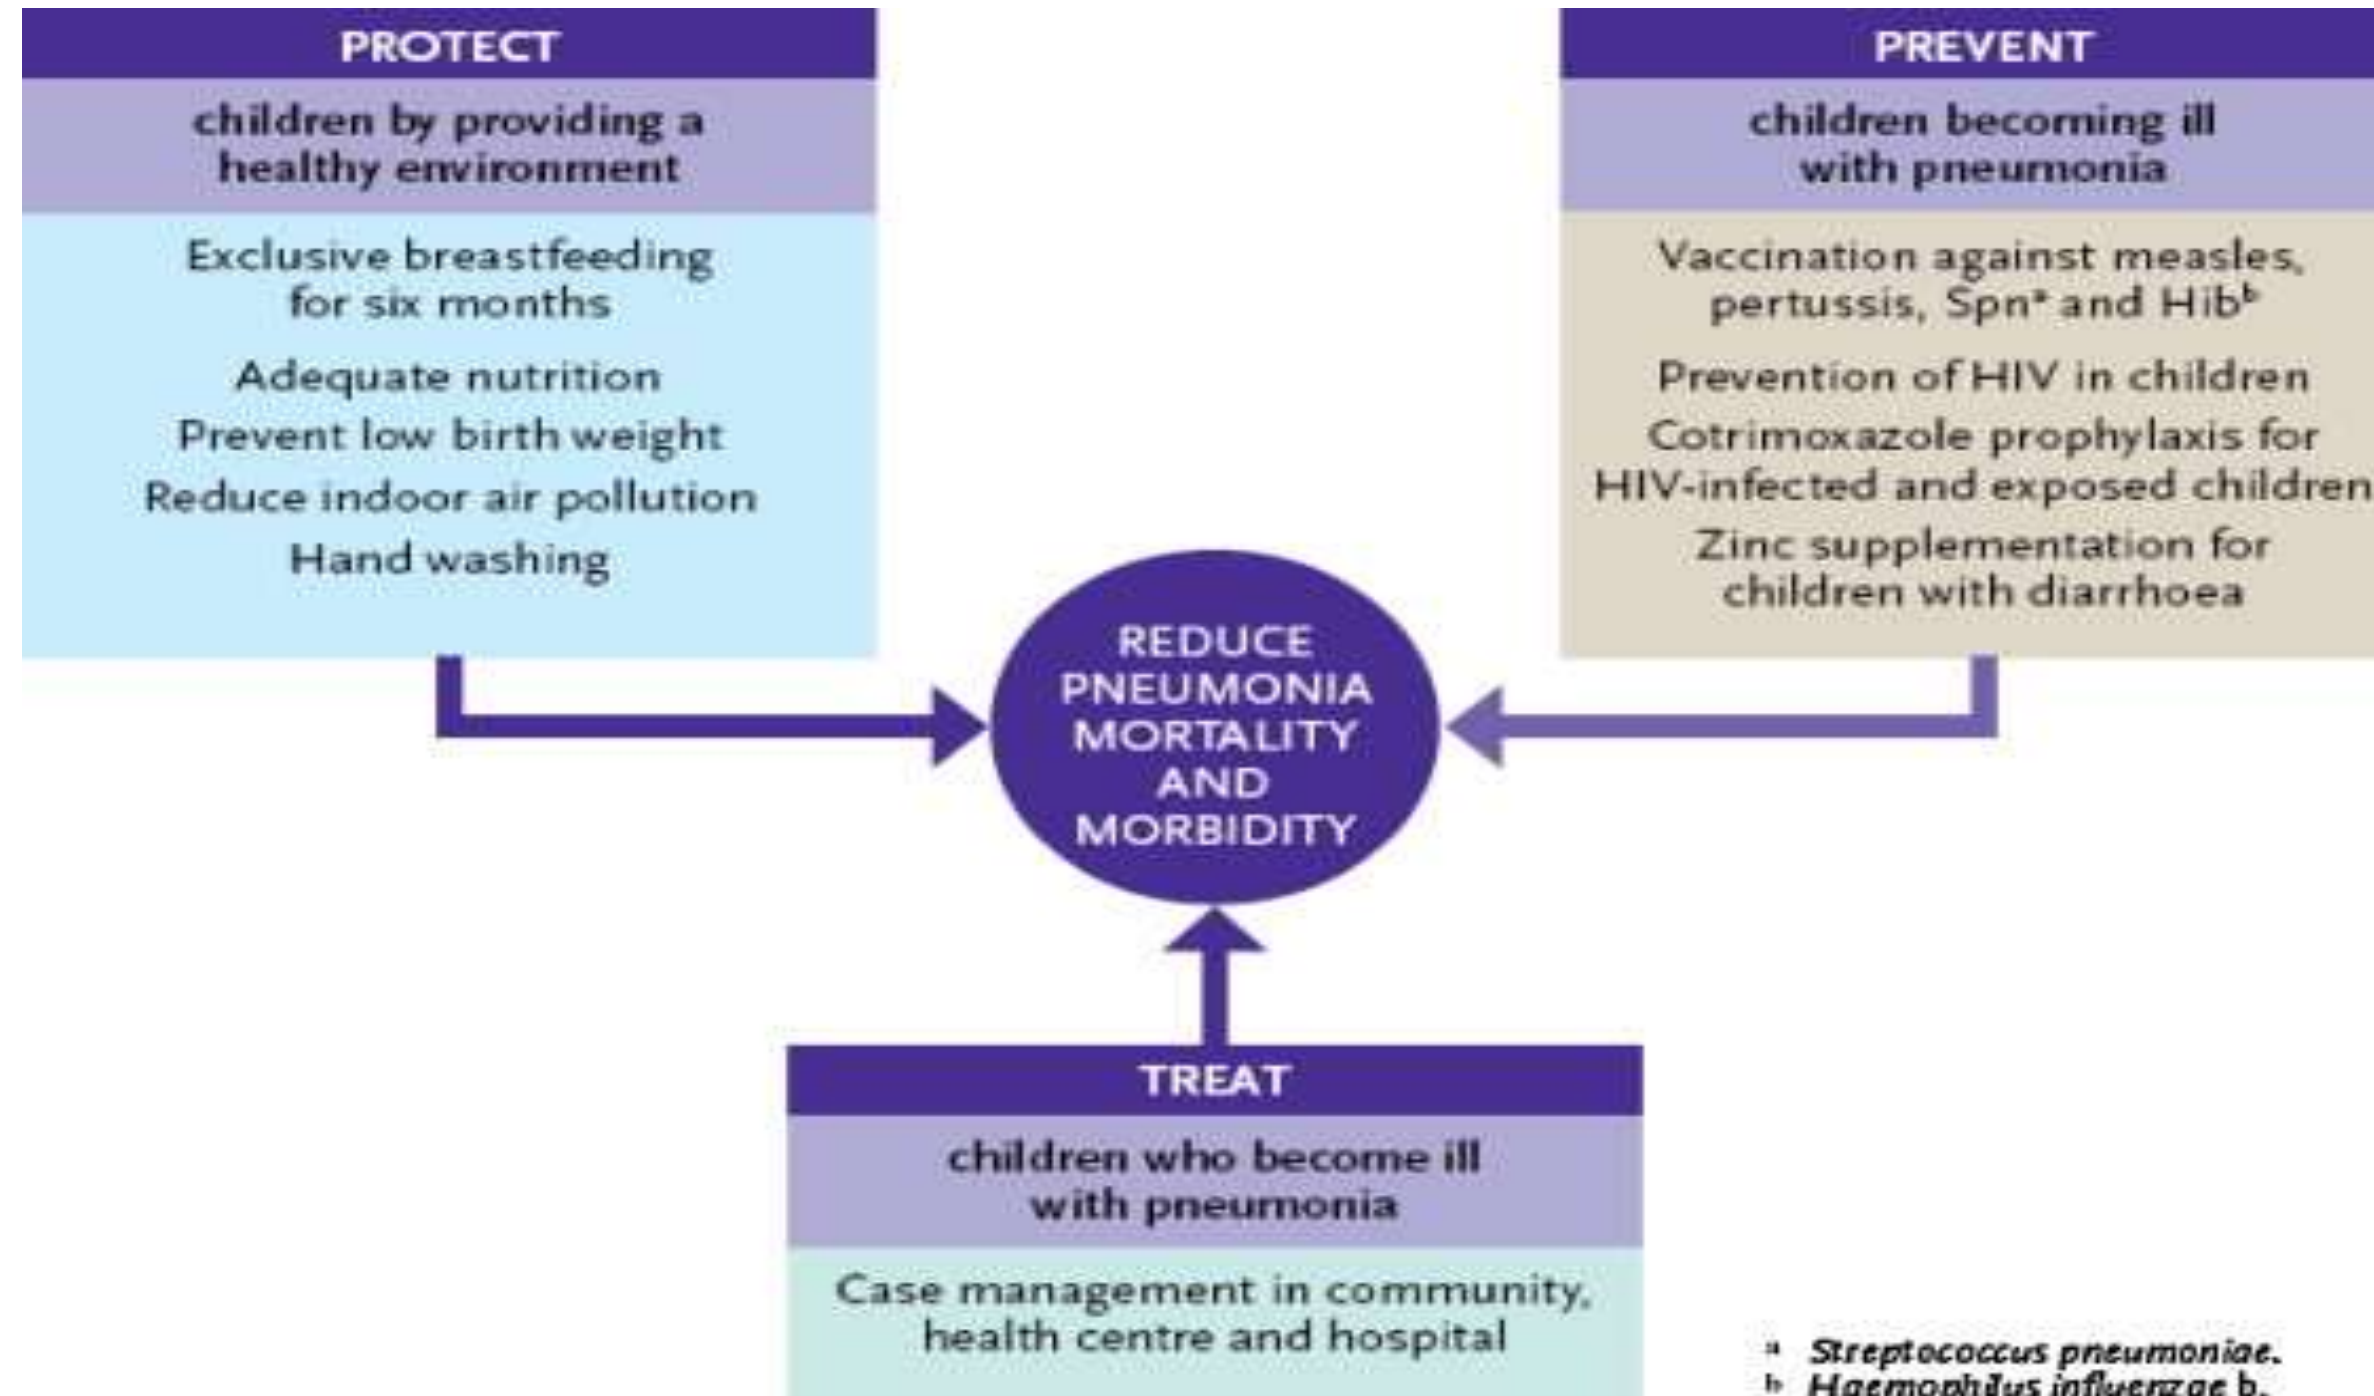 PROTECT
children by providing a
healthy environment
Exclusive breastfeeding
for six months
Adequate nutrition
Prevent low birth weight
Reduce indoor air pollution
Hand washing
PREVENT
children becoming ill
with pneumonia
Vaccination against measles,
pertussis, Spnᵃ and Hibᵇ
Prevention of HIV in children
Cotrimoxazole prophylaxis for
HIV-infected and exposed children
Zinc supplementation for
children with diarrhoea
REDUCE
PNEUMONIA
MORTALITY
AND
MORBIDITY
TREAT
children who become ill
with pneumonia
Case management in community,
health centre and hospital
ᵃ Streptococcus pneumoniae.
ᵇ Haemophilus influenzae b.